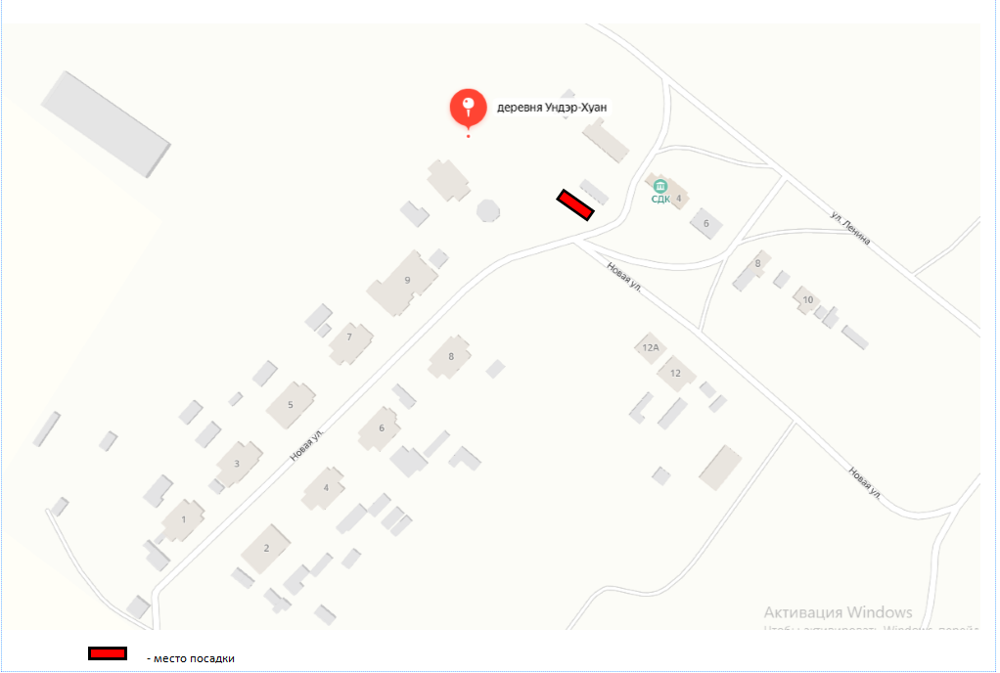 деревня Ундэр-Хуан
СДК
4
6
ул. Ленина
Новая ул.
8
10
9
7
8
12А
12
5
6
3
Новая ул.
4
Новая ул.
1
2
Активация Windows
- место посадки